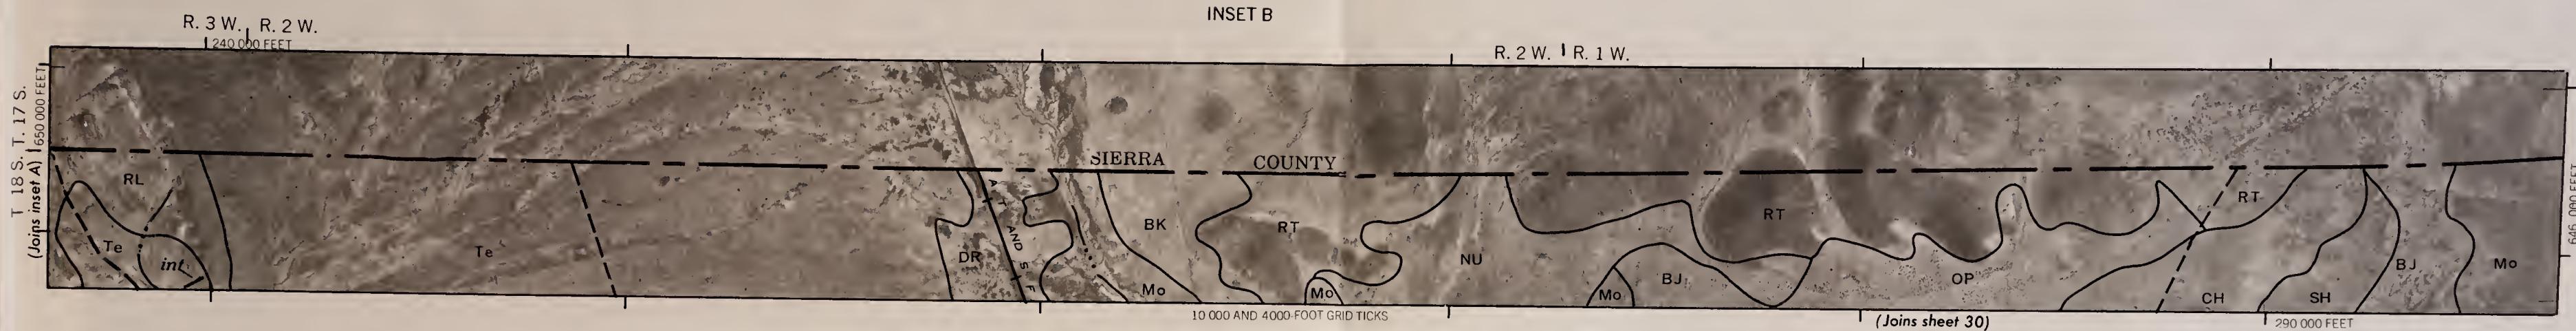 INSET B
R. 3 W. R. 2 W.
240 000 FEET
R. 2 W. R. 1 W.
T 18 S. T. 17 S.
(Joins inset A)
650 000 FEET
SIERRA COUNTY
RL
Te
int
Te
DR
A T AND S F
BK
Mo
RT
Mo
NU
Mo
BJ
RT
OP
RT
CH
SH
BJ
Mo
646 000 FEET
10 000 AND 4000-FOOT GRID TICKS
(Joins sheet 30)
290 000 FEET